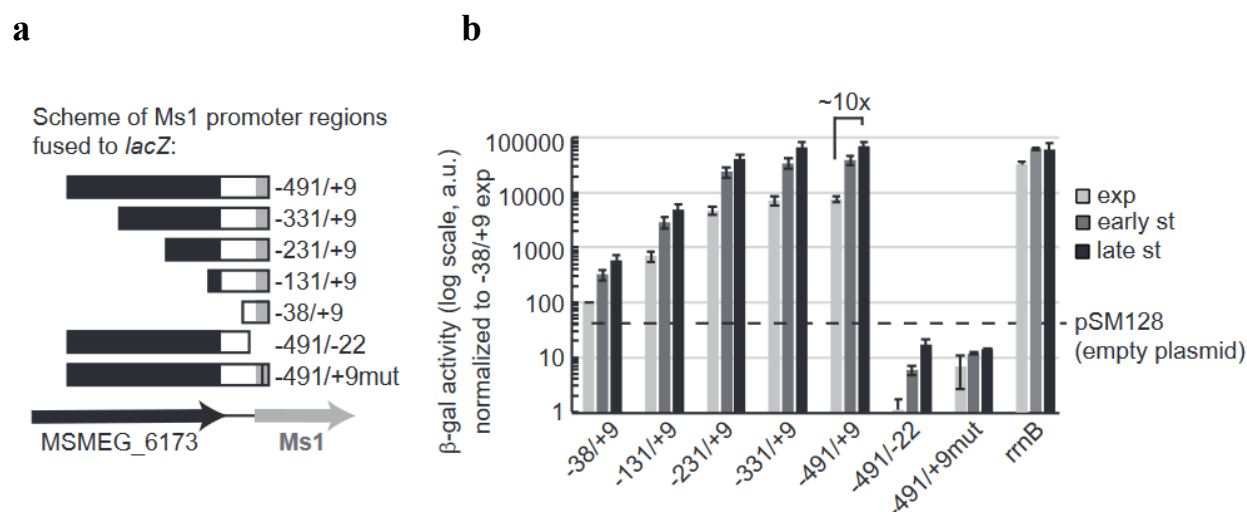 a
b
Scheme of Ms1 promoter regions
fused to lacZ:
-491/+9
-331/+9
-231/+9
-131/+9
-38/+9
-491/-22
-491/+9mut
MSMEG_6173
Ms1
β-gal activity (log scale, a.u.)
normalized to -38/+9 exp
100000
10000
1000
100
10
1
~10x
exp
early st
late st
pSM128
(empty plasmid)
-38/+9
-131/+9
-231/+9
-331/+9
-491/+9
-491/-22
-491/+9mut
rrnB